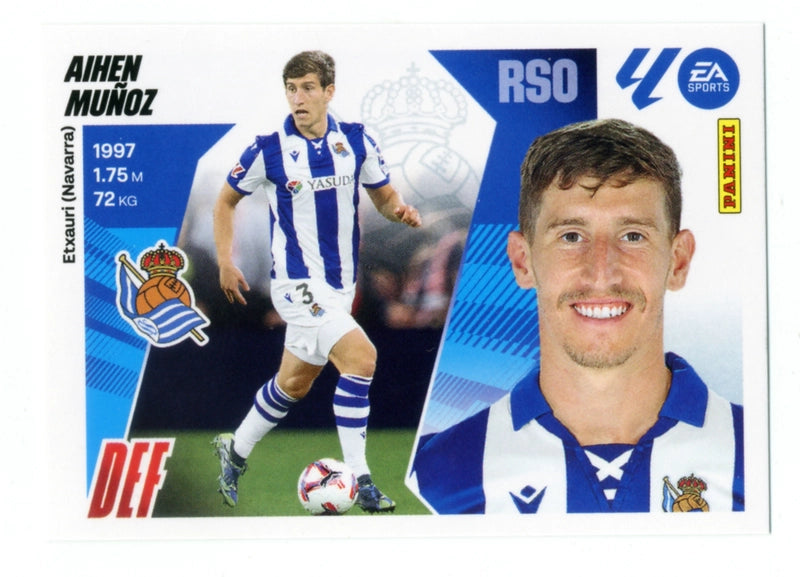 AIHEN
MUÑOZ
1997
1.75 M
72 KG
Etxauri (Navarra)
YASUDA
3
DEF
RSO
EA
SPORTS
PANINI